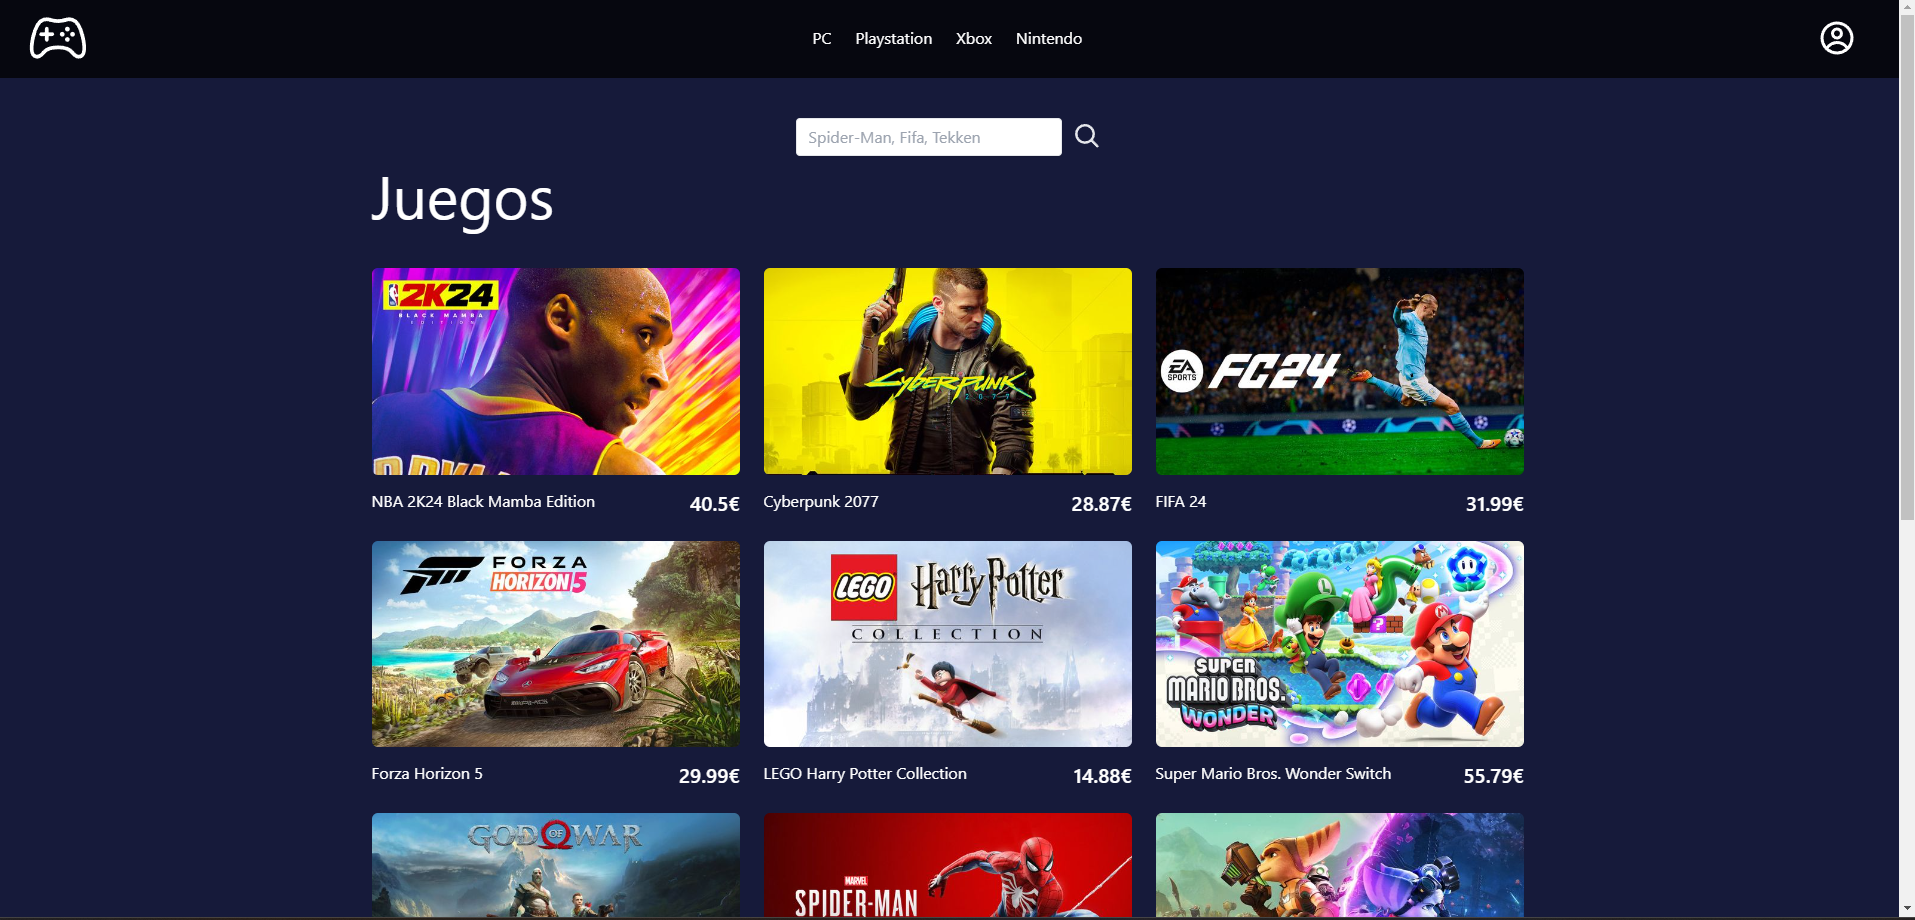 PC Playstation Xbox Nintendo
Spider-Man, Fifa, Tekken
Juegos
2K24
BLACK MAMBA
EDITION
CYBERPUNK
2077
EA
SPORTS
FC24
NBA 2K24 Black Mamba Edition 40.5€
Cyberpunk 2077 28.87€
FIFA 24 31.99€
FORZA
HORIZON 5
LEGO Harry Potter
COLLECTION
SUPER
MARIO BROS.
WONDER
Forza Horizon 5 29.99€
LEGO Harry Potter Collection 14.88€
Super Mario Bros. Wonder Switch 55.79€
GOD OF WAR
MARVEL
SPIDER-MAN